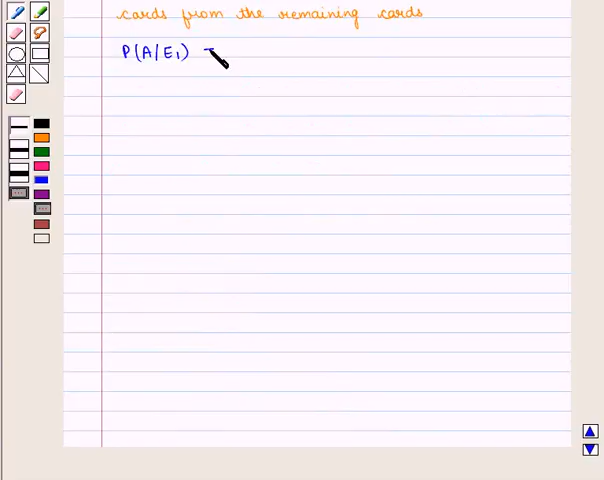 cards from the remaining cards
P(A/E₁) -